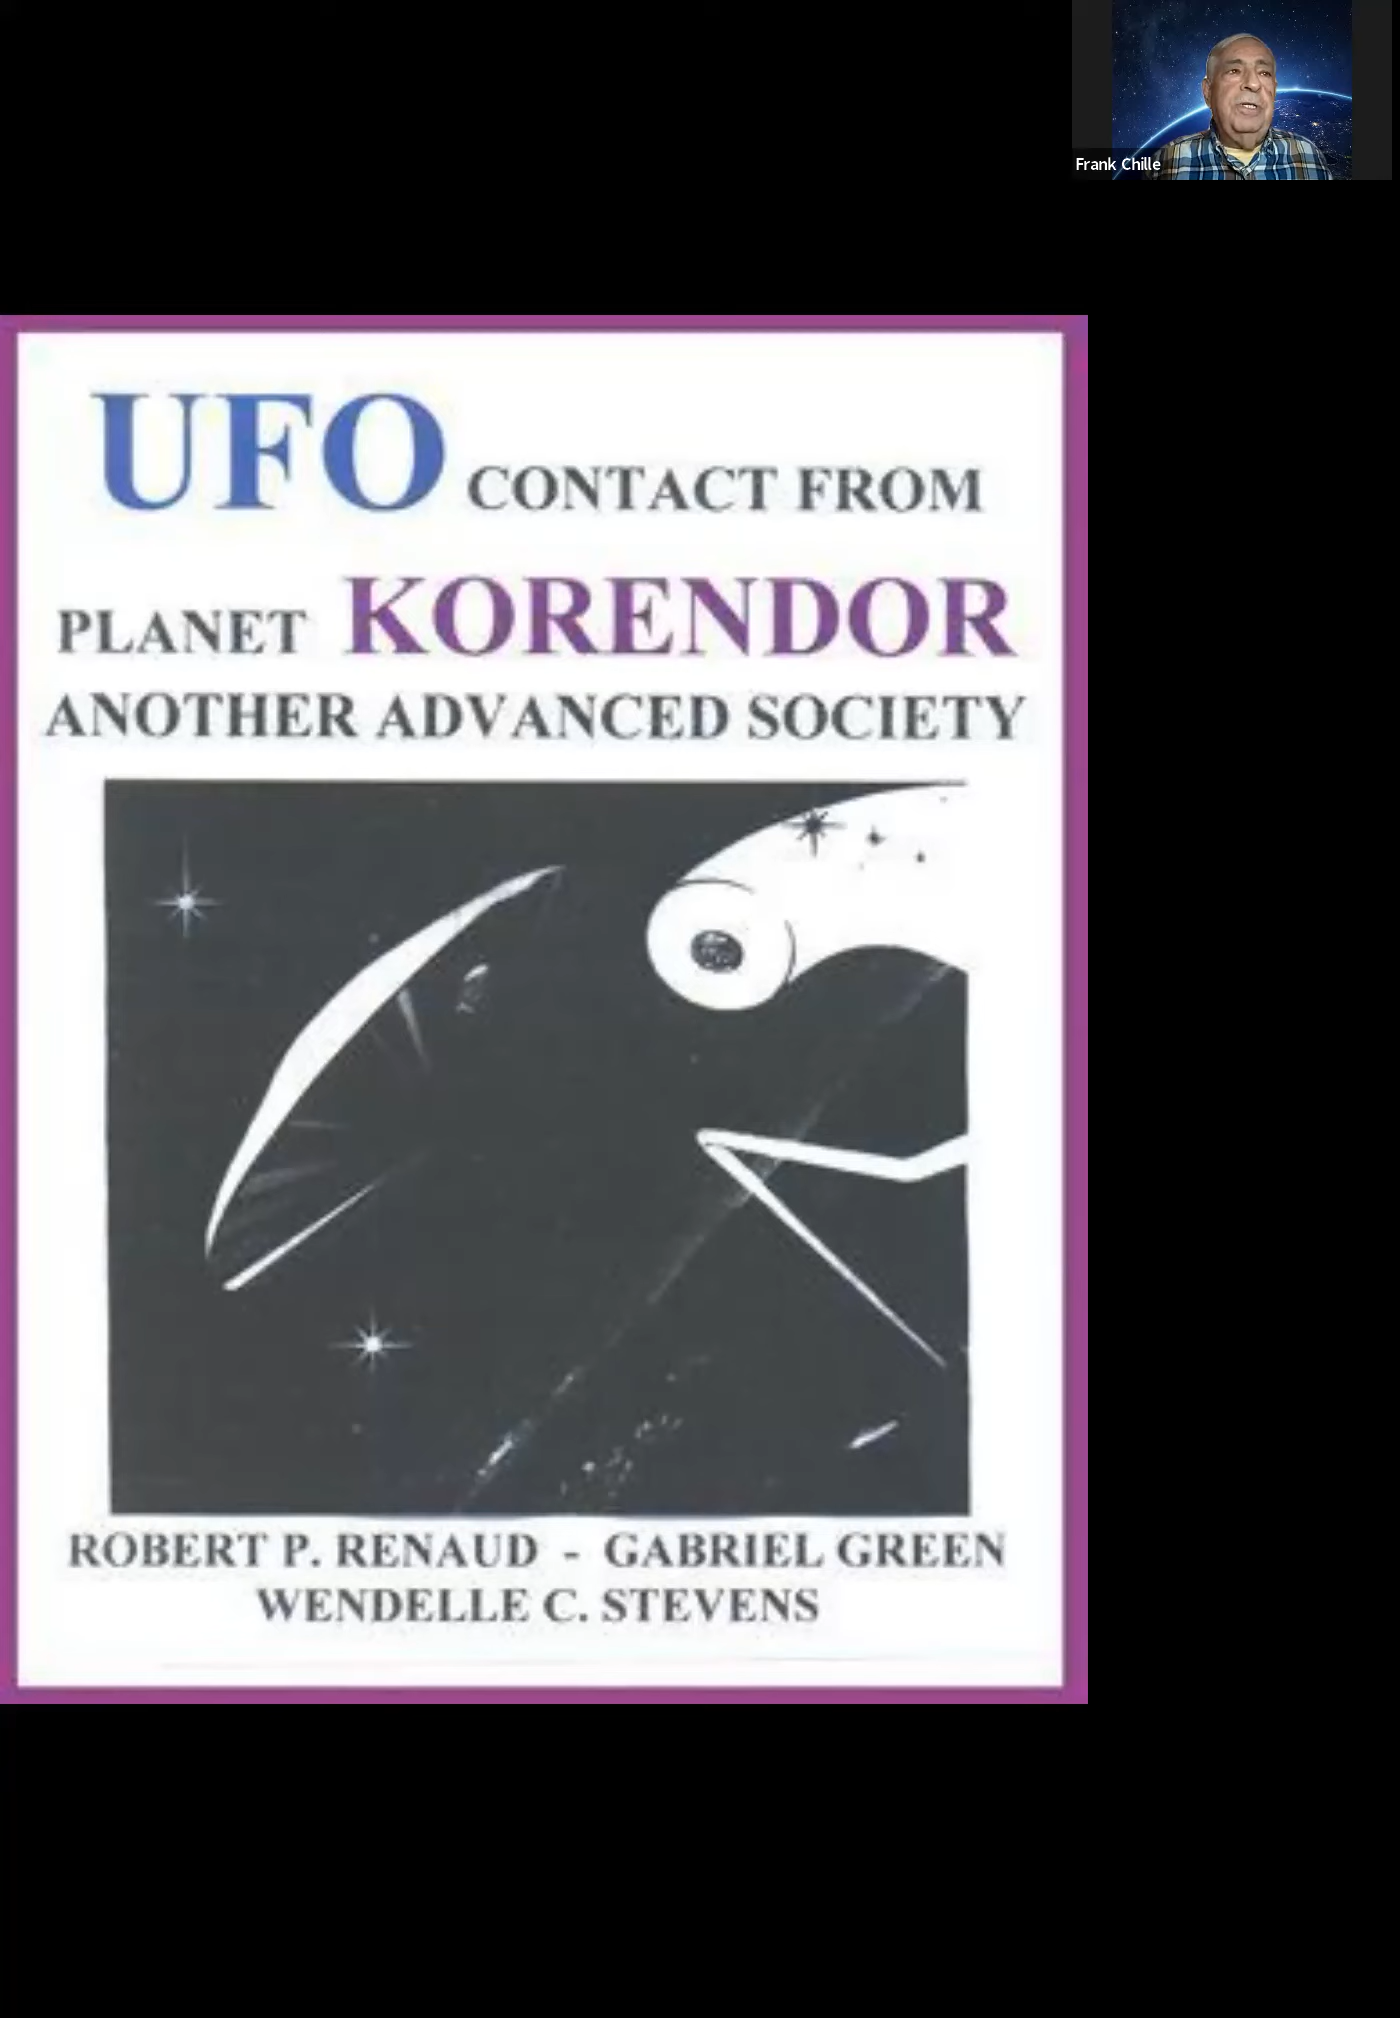 Frank Chille
UFO CONTACT FROM
PLANET KORENDOR
ANOTHER ADVANCED SOCIETY
ROBERT P. RENAUD - GABRIEL GREEN
WENDELLE C. STEVENS